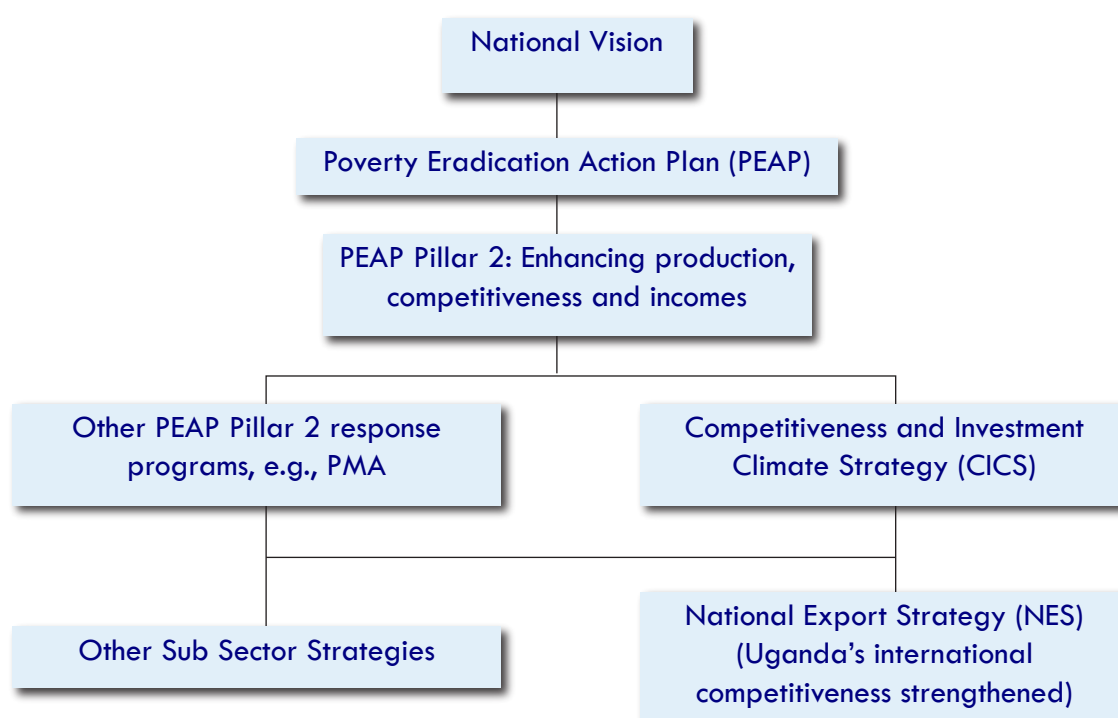 National Vision
Poverty Eradication Action Plan (PEAP)
PEAP Pillar 2: Enhancing production,
competitiveness and incomes
Other PEAP Pillar 2 response
programs, e.g., PMA
Competitiveness and Investment
Climate Strategy (CICS)
Other Sub Sector Strategies
National Export Strategy (NES)
(Uganda’s international
competitiveness strengthened)